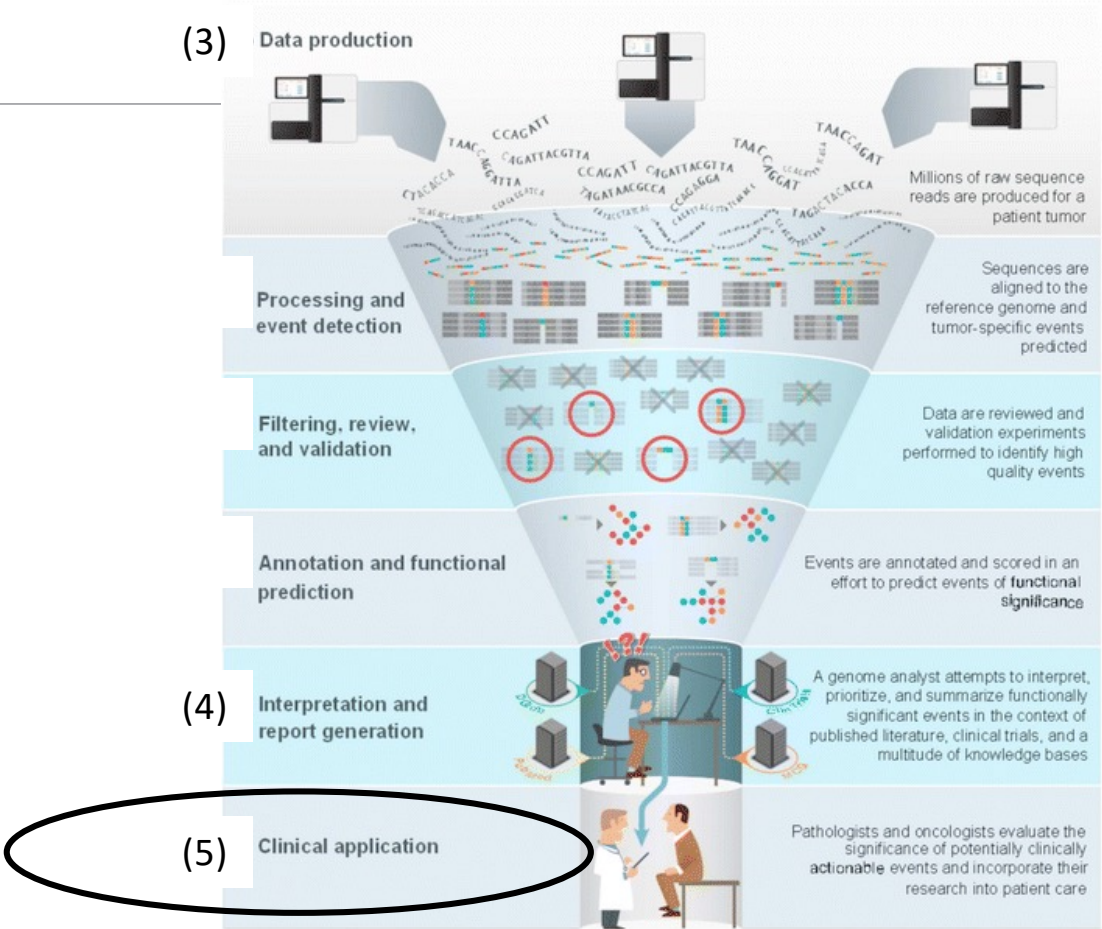 (3) Data production
CCAGATT
TAAC
CAGATTACGTTA
CCAGATT
CAGATTACGTTA
TAACCAGAT
TAGATAACGCCA
CCAGAGGA
Millions of raw sequence
reads are produced for a
patient tumor
Processing and
event detection
Sequences are
aligned to the
reference genome and
tumor-specific events
predicted
Filtering, review,
and validation
Data are reviewed and
validation experiments
performed to identify high
quality events
Annotation and functional
prediction
Events are annotated and scored in an
effort to predict events of functional
significance
!?!
(4) Interpretation and
report generation
A genome analyst attempts to interpret,
prioritize, and summarize functionally
significant events in the context of
published literature, clinical trials, and a
multitude of knowledge bases
(5) Clinical application
Pathologists and oncologists evaluate the
significance of potentially clinically
actionable events and incorporate their
research into patient care